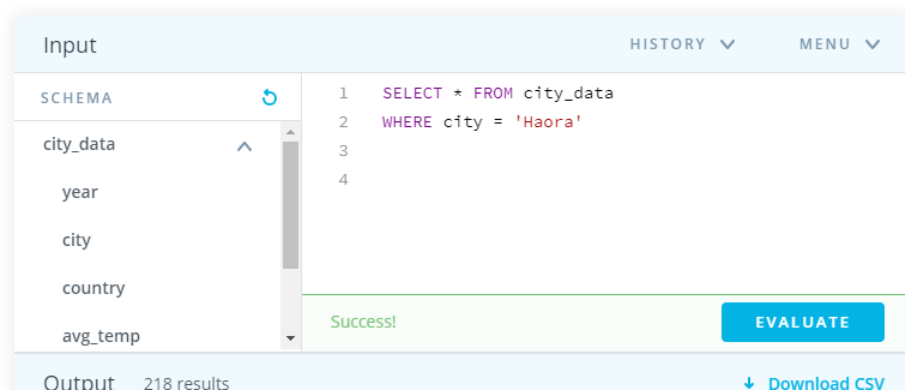 Input HISTORY MENU
SCHEMA
city_data
year
city
country
avg_temp
1 SELECT * FROM city_data
2 WHERE city = 'Haora'
3
4
Success! EVALUATE
Output 218 results Download CSV